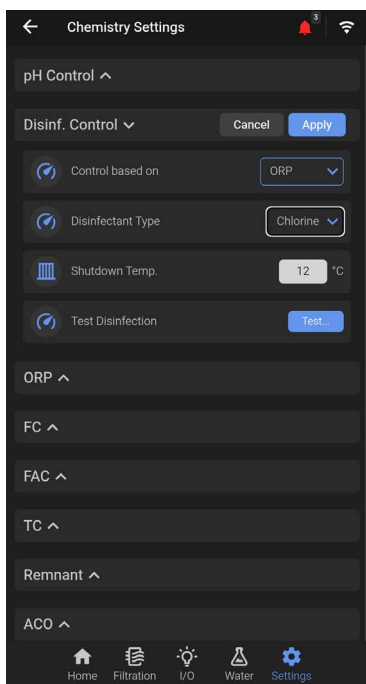 Chemistry Settings
3
pH Control
Disinf. Control
Cancel
Apply
Control based on
ORP
Disinfectant Type
Chlorine
Shutdown Temp.
12 °C
Test Disinfection
Test...
ORP
FC
FAC
TC
Remnant
ACO
Home
Filtration
I/O
Water
Settings